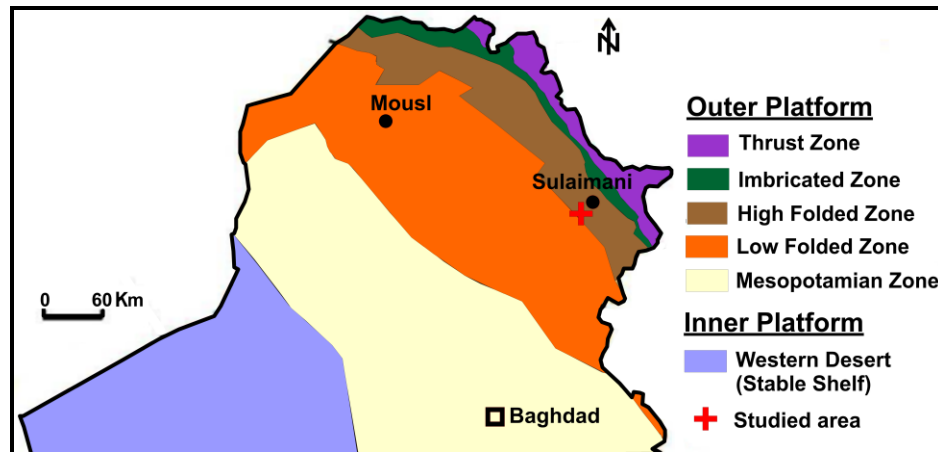 N
Mousl
Sulaimani
0 60 Km
Baghdad
Outer Platform
Thrust Zone
Imbricated Zone
High Folded Zone
Low Folded Zone
Mesopotamian Zone
Inner Platform
Western Desert
(Stable Shelf)
Studied area